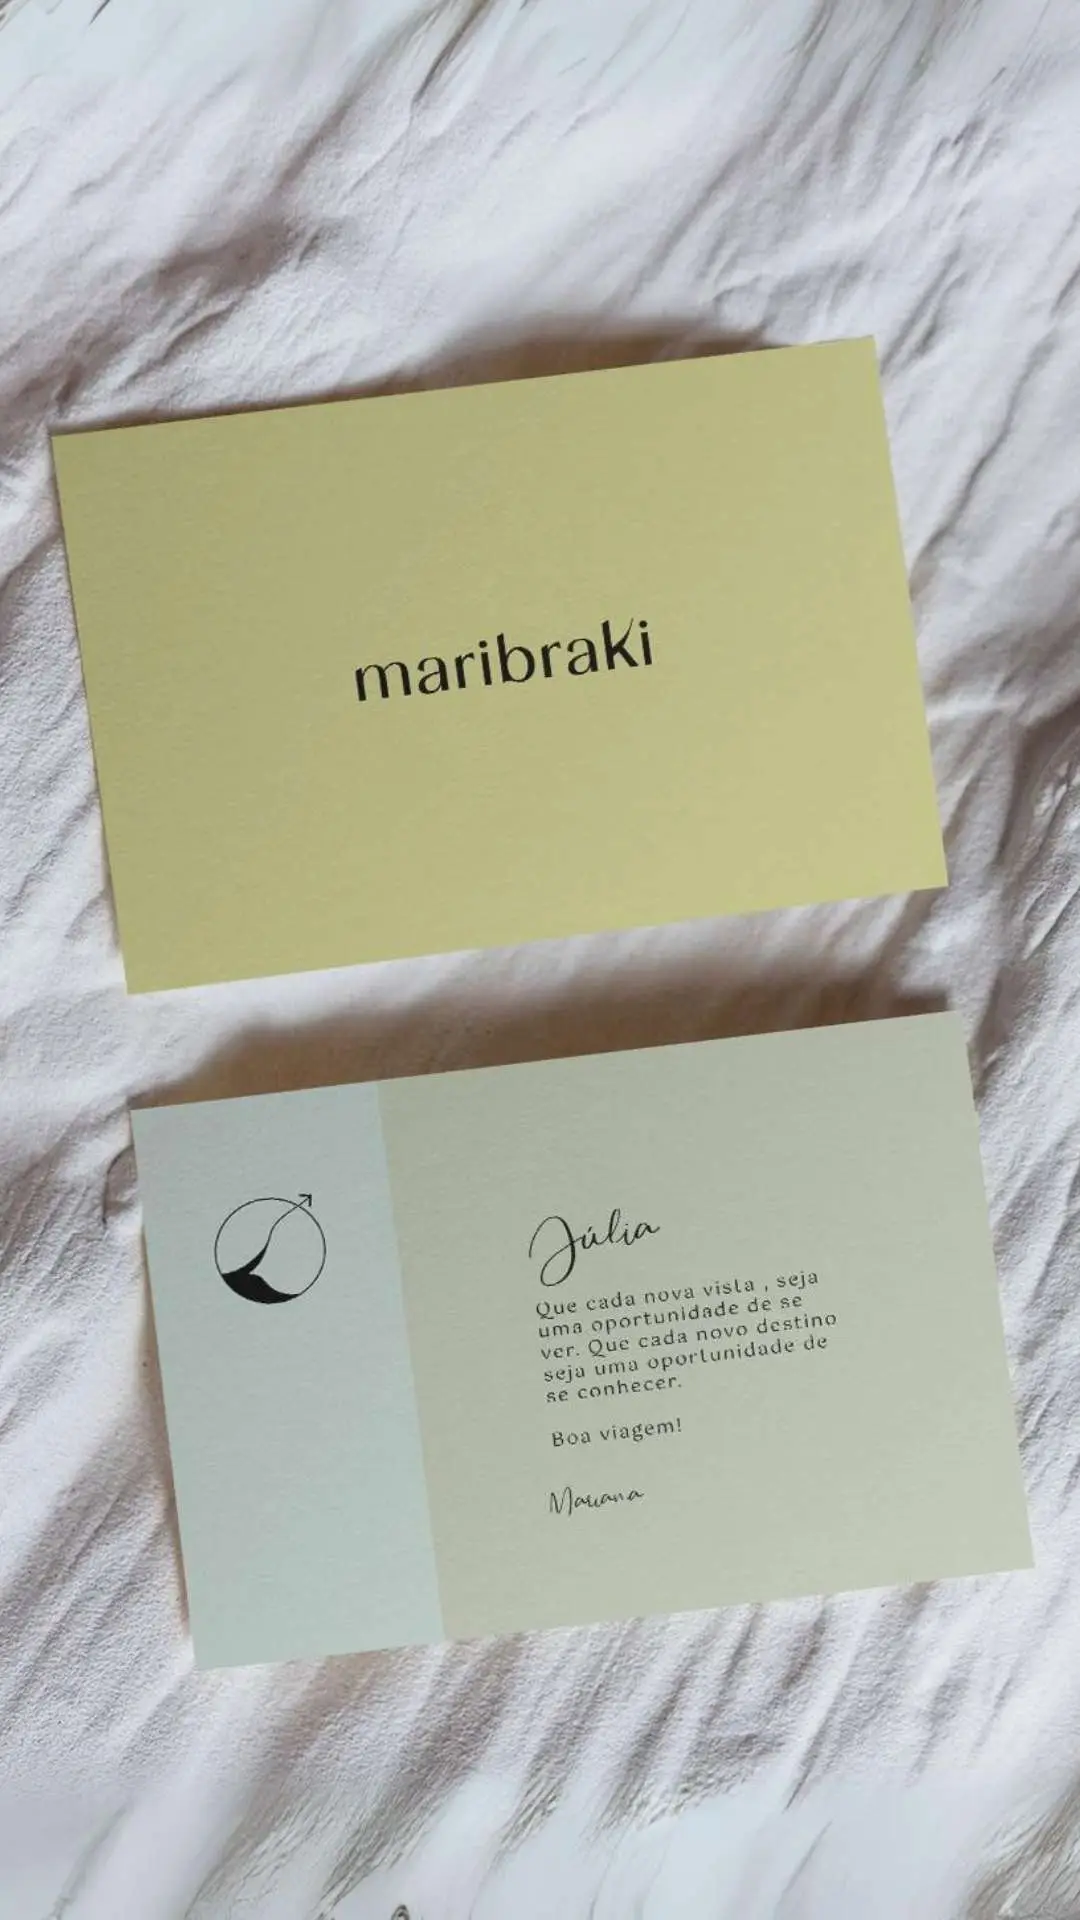 maribraki
Júlia
Que cada nova vista , seja
uma oportunidade de se
ver. Que cada novo destino
seja uma oportunidade de
se conhecer.
Boa viagem!
Mariana